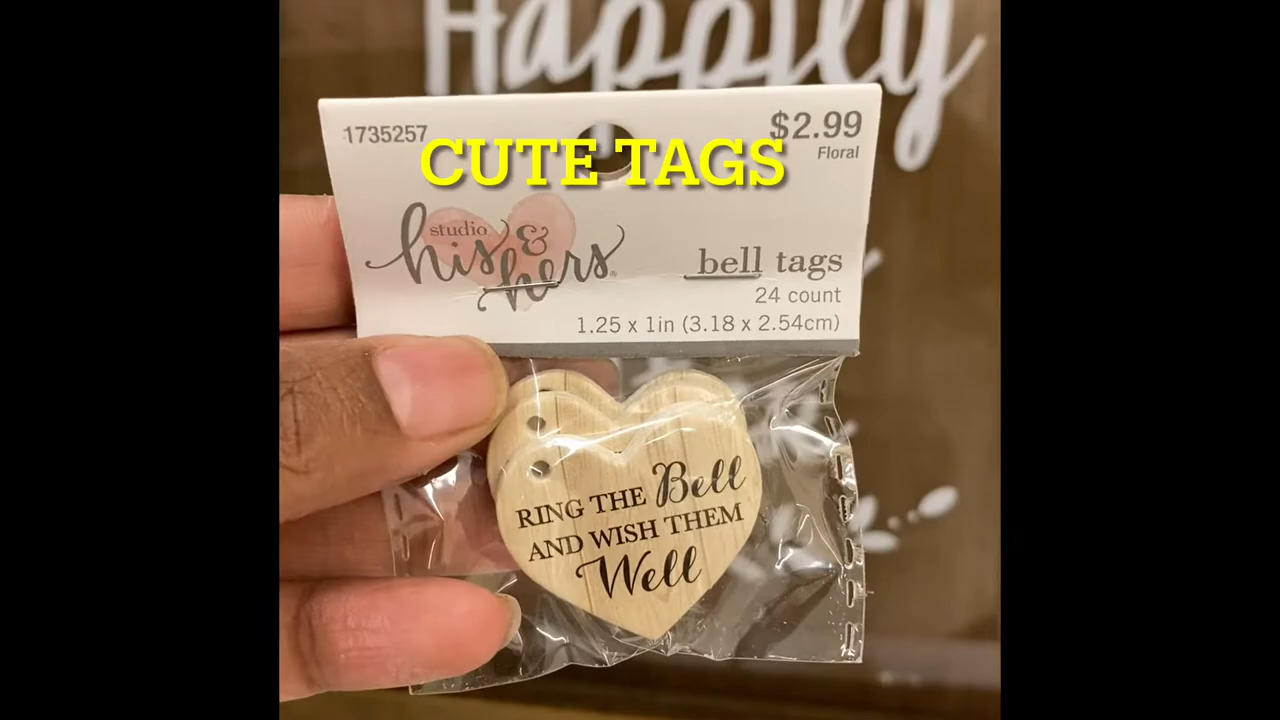 Happily
1735257
$2.99
Floral
CUTE TAGS
studio
his &
hers
®
bell tags
24 count
1.25 x 1in (3.18 x 2.54cm)
RING THE Bell
AND WISH THEM
Well